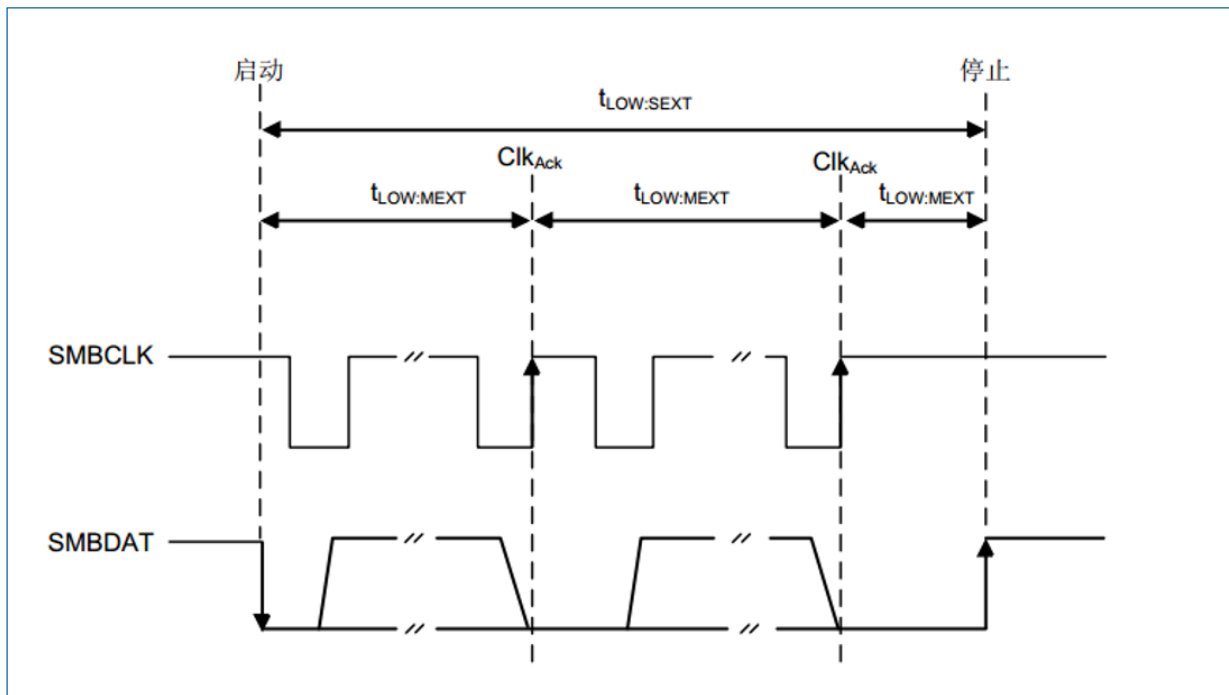 启动
停止
tLOW:SEXT
ClkAck
ClkAck
tLOW:MEXT
tLOW:MEXT
tLOW:MEXT
SMBCLK
SMBDAT